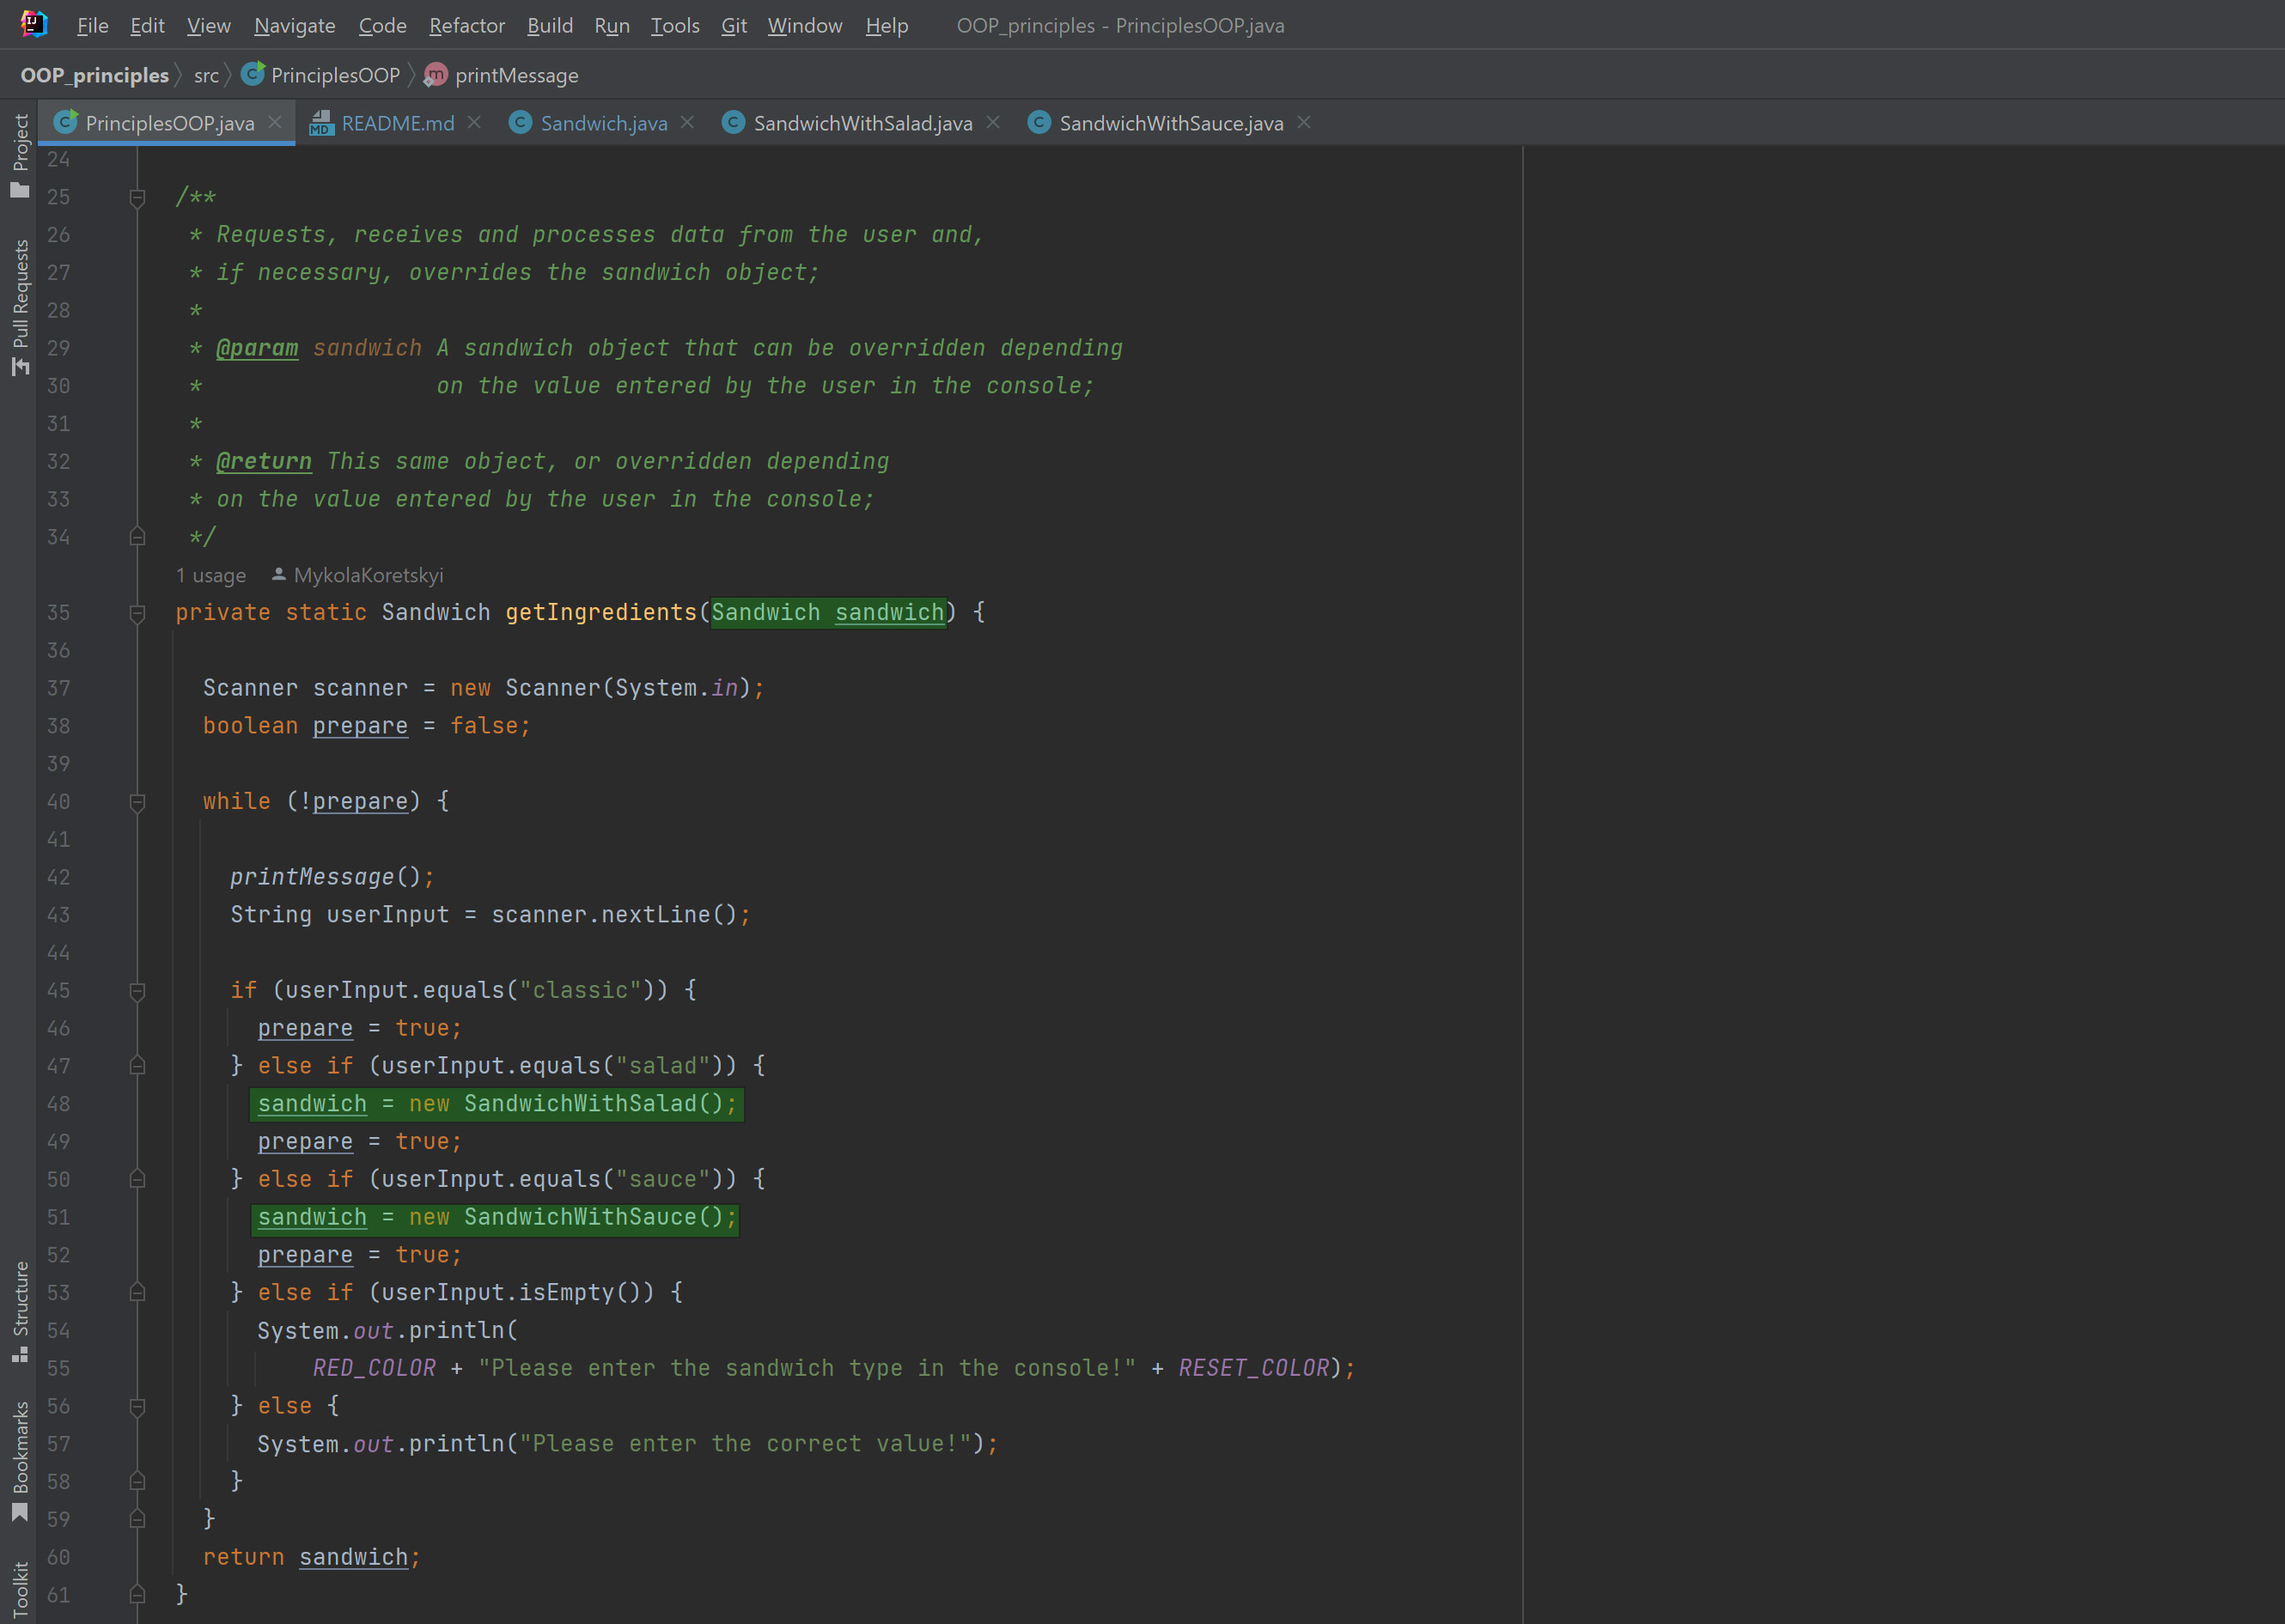 File Edit View Navigate Code Refactor Build Run Tools Git Window Help OOP_principles - PrinciplesOOP.java
OOP_principles src PrinciplesOOP printMessage
PrinciplesOOP.java README.md Sandwich.java SandwichWithSalad.java SandwichWithSauce.java
Project
Pull Requests
Structure
Bookmarks
Toolkit
24
25 /**
26 * Requests, receives and processes data from the user and,
27 * if necessary, overrides the sandwich object;
28 *
29 * @param sandwich A sandwich object that can be overridden depending
30 * on the value entered by the user in the console;
31 *
32 * @return This same object, or overridden depending
33 * on the value entered by the user in the console;
34 */
1 usage MykolaKoretskyi
35 private static Sandwich getIngredients(Sandwich sandwich) {
36
37 Scanner scanner = new Scanner(System.in);
38 boolean prepare = false;
39
40 while (!prepare) {
41
42 printMessage();
43 String userInput = scanner.nextLine();
44
45 if (userInput.equals("classic")) {
46 prepare = true;
47 } else if (userInput.equals("salad")) {
48 sandwich = new SandwichWithSalad();
49 prepare = true;
50 } else if (userInput.equals("sauce")) {
51 sandwich = new SandwichWithSauce();
52 prepare = true;
53 } else if (userInput.isEmpty()) {
54 System.out.println(
55 RED_COLOR + "Please enter the sandwich type in the console!" + RESET_COLOR);
56 } else {
57 System.out.println("Please enter the correct value!");
58 }
59 }
60 return sandwich;
61 }